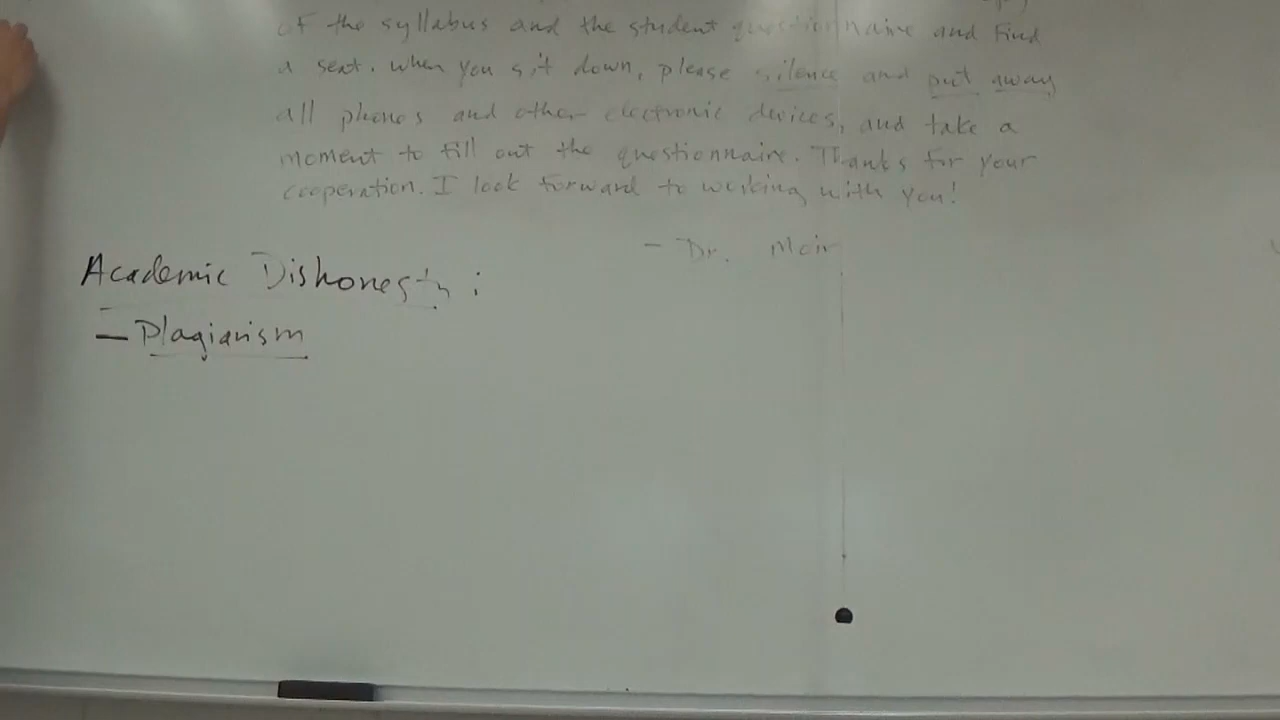 of the syllabus and the student questionnaire and find
a seat. When you sit down, please silence and put away
all phones and other electronic devices, and take a
moment to fill out the questionnaire. Thanks for your
cooperation. I look forward to working with you!
- Dr. Moir
Academic Dishonesty:
- Plagiarism